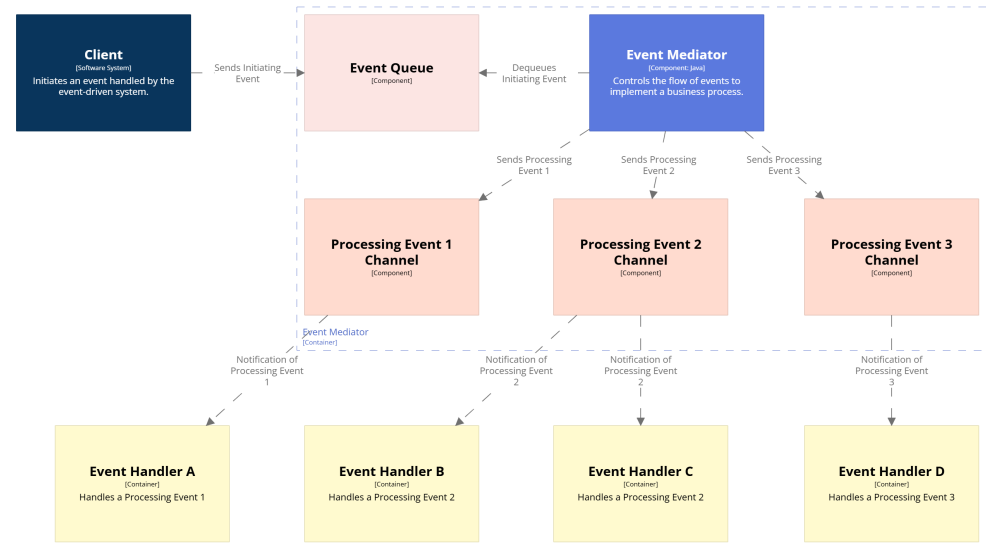 Client
[Software System]
Initiates an event handled by the
event-driven system.
Sends Initiating
Event
Event Queue
[Component]
Dequeues
Initiating Event
Event Mediator
[Component: Java]
Controls the flow of events to
implement a business process.
Sends Processing
Event 1
Sends Processing
Event 2
Sends Processing
Event 3
Processing Event 1
Channel
[Component]
Processing Event 2
Channel
[Component]
Processing Event 3
Channel
[Component]
Event Mediator
[Container]
Notification of
Processing Event
1
Notification of
Processing Event
2
Notification of
Processing Event
2
Notification of
Processing Event
3
Event Handler A
[Container]
Handles a Processing Event 1
Event Handler B
[Container]
Handles a Processing Event 2
Event Handler C
[Container]
Handles a Processing Event 2
Event Handler D
[Container]
Handles a Processing Event 3